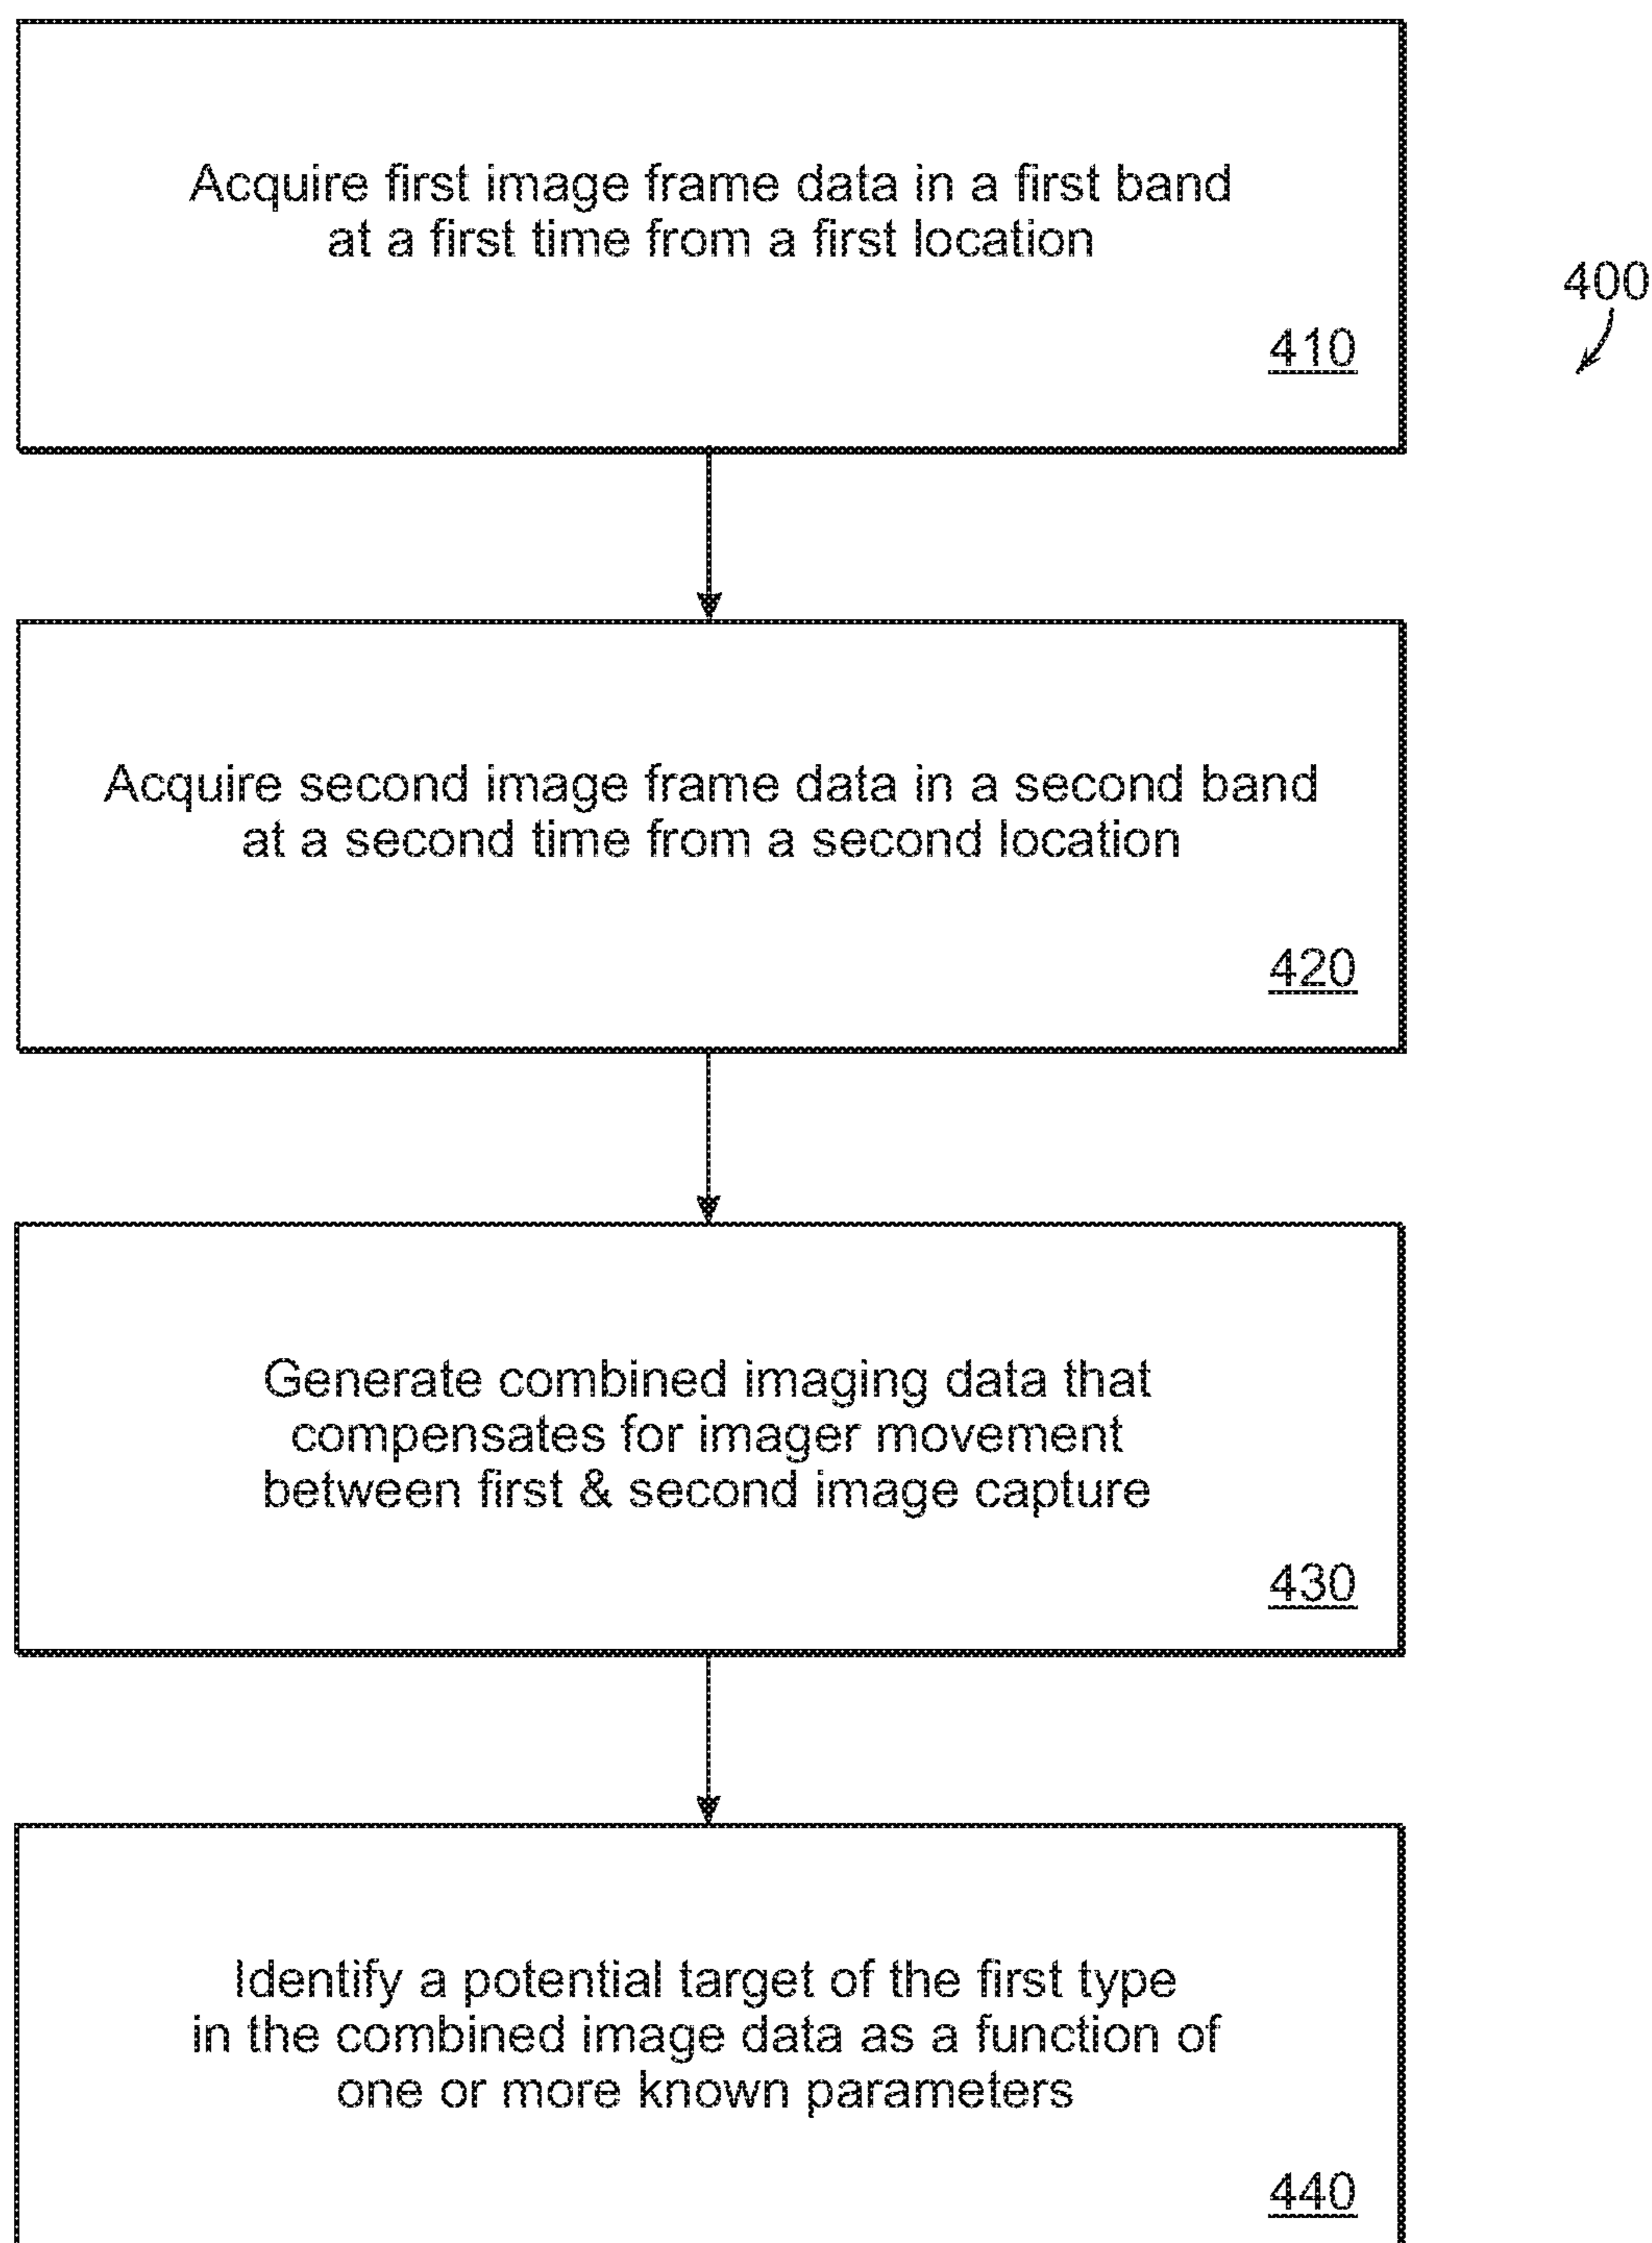 Acquire first image frame data in a first band
at a first time from a first location
410
400
Acquire second image frame data in a second band
at a second time from a second location
420
Generate combined imaging data that
compensates for imager movement
between first & second image capture
430
Identify a potential target of the first type
in the combined image data as a function of
one or more known parameters
440